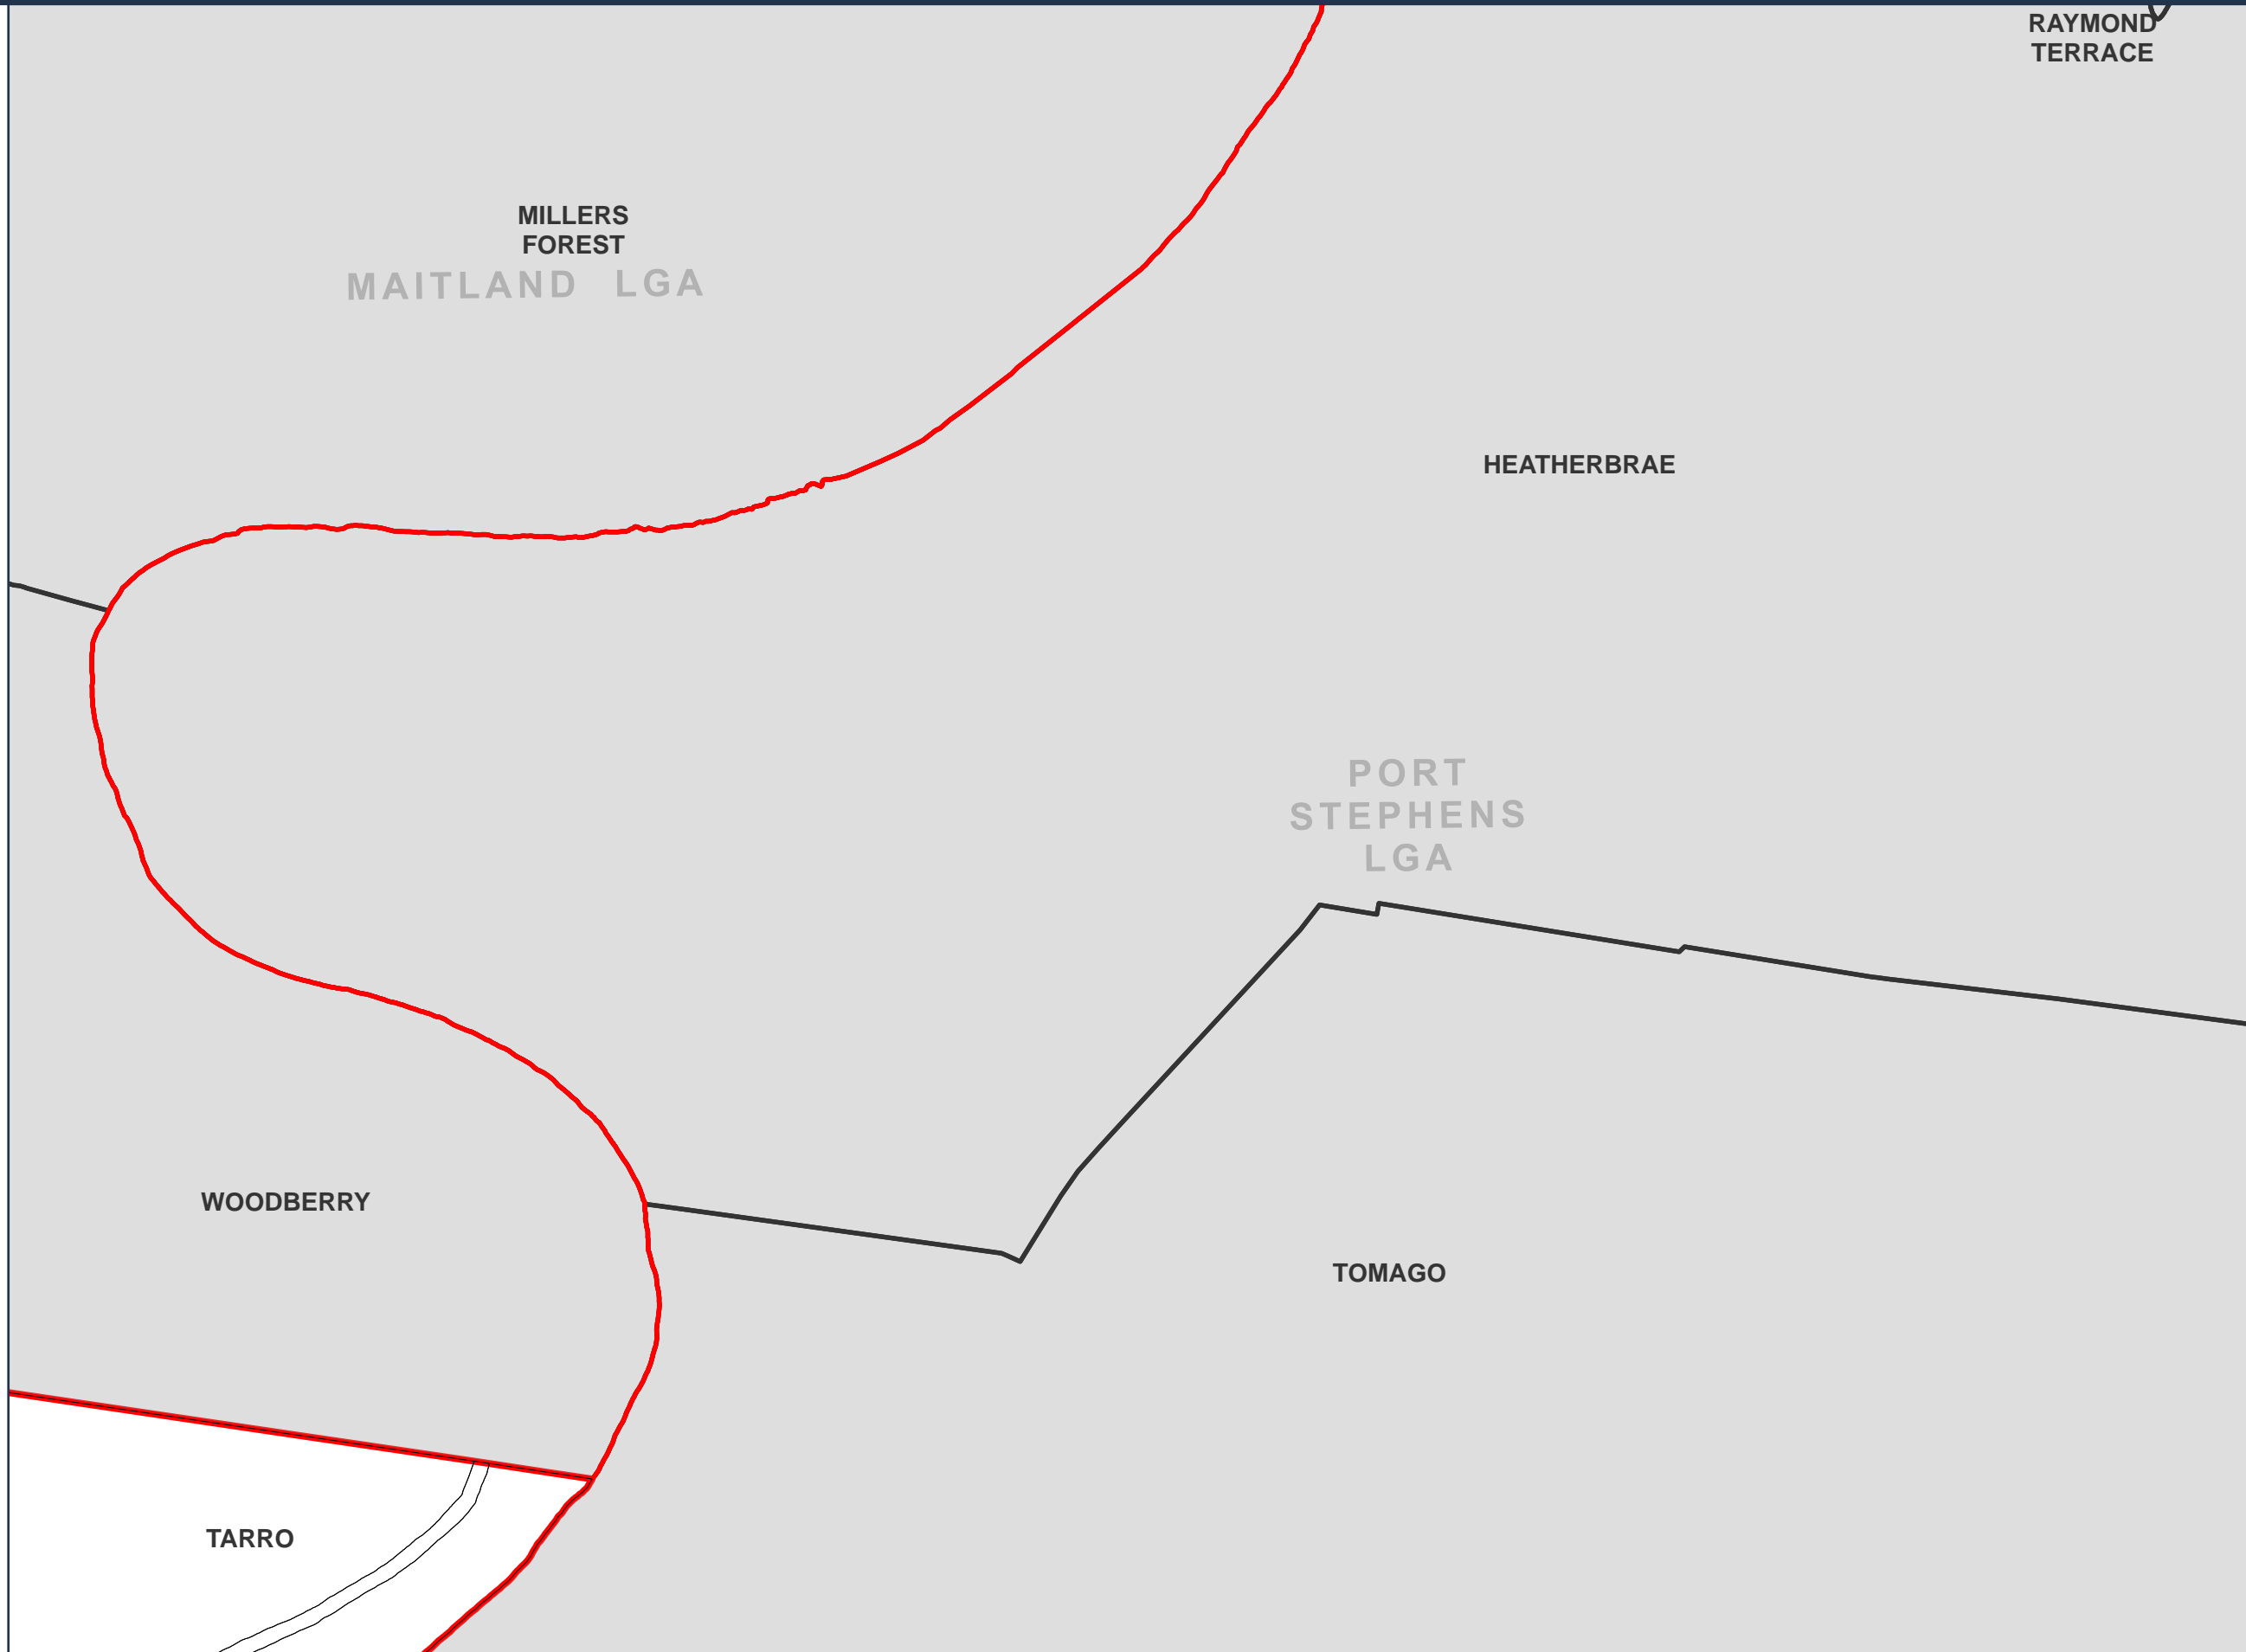 RAYMOND
TERRACE
MILLERS
FOREST
MAITLAND LGA
HEATHERBRAE
PORT
STEPHENS
LGA
WOODBERRY
TOMAGO
TARRO